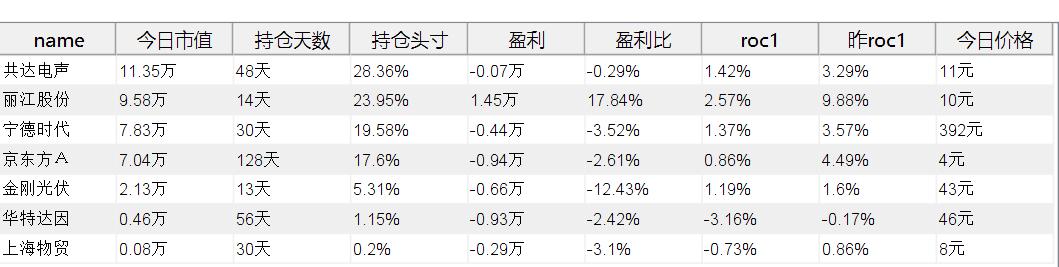 name 今日市值 持仓天数 持仓头寸 盈利 盈利比 roc1 昨roc1 今日价格
共达电声 11.35万 48天 28.36% -0.07万 -0.29% 1.42% 3.29% 11元
丽江股份 9.58万 14天 23.95% 1.45万 17.84% 2.57% 9.88% 10元
宁德时代 7.83万 30天 19.58% -0.44万 -3.52% 1.37% 3.57% 392元
京东方Ａ 7.04万 128天 17.6% -0.94万 -2.61% 0.86% 4.49% 4元
金刚光伏 2.13万 13天 5.31% -0.66万 -12.43% 1.19% 1.6% 43元
华特达因 0.46万 56天 1.15% -0.93万 -2.42% -3.16% -0.17% 46元
上海物贸 0.08万 30天 0.2% -0.29万 -3.1% -0.73% 0.86% 8元